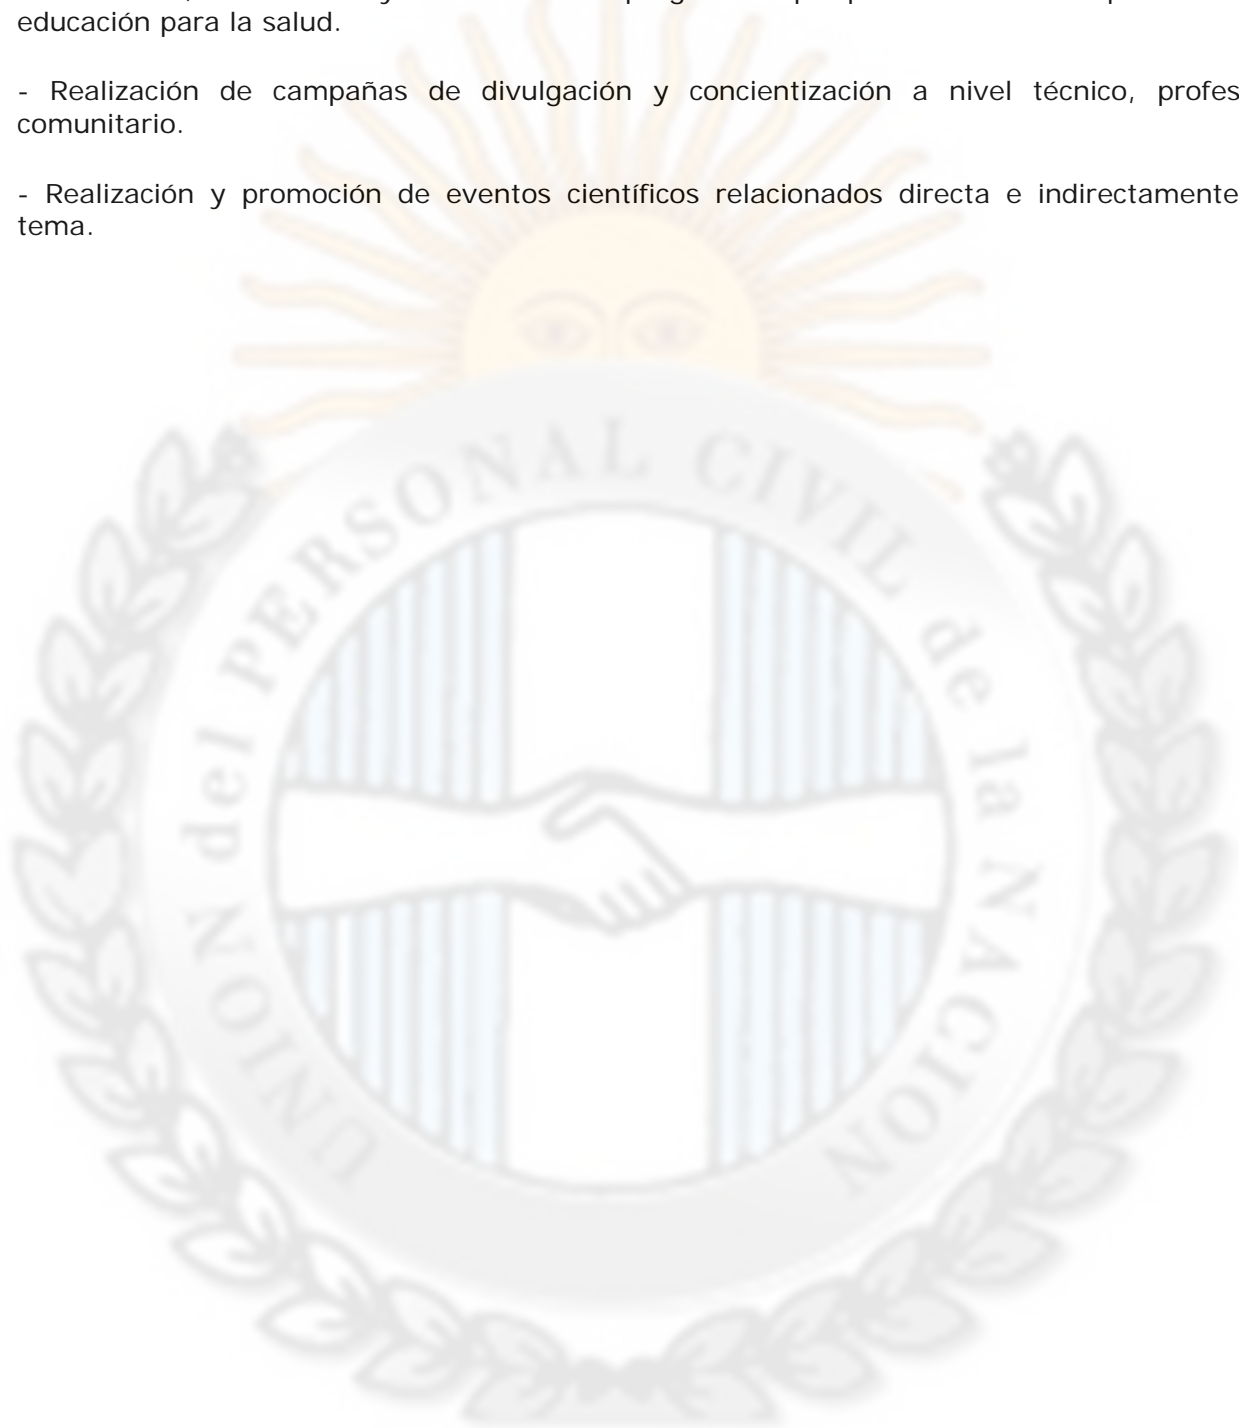 educación para la salud.
- Realización de campañas de divulgación y concientización a nivel técnico, profes
comunitario.
- Realización y promoción de eventos científicos relacionados directa e indirectamente
tema.
UNION del PERSONAL CIVIL de la NACION